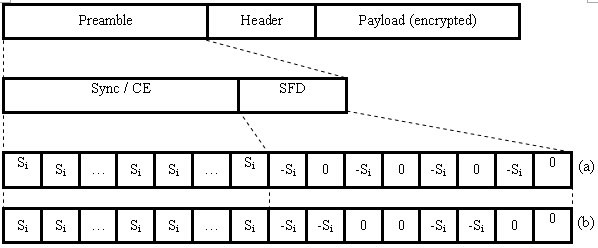 Preamble Header Payload (encrypted)
Sync / CE SFD
Si Si ... Si Si ... Si -Si 0 -Si 0 -Si 0 -Si 0 (a)
Si Si ... Si Si ... Si -Si -Si 0 0 -Si -Si 0 0 (b)